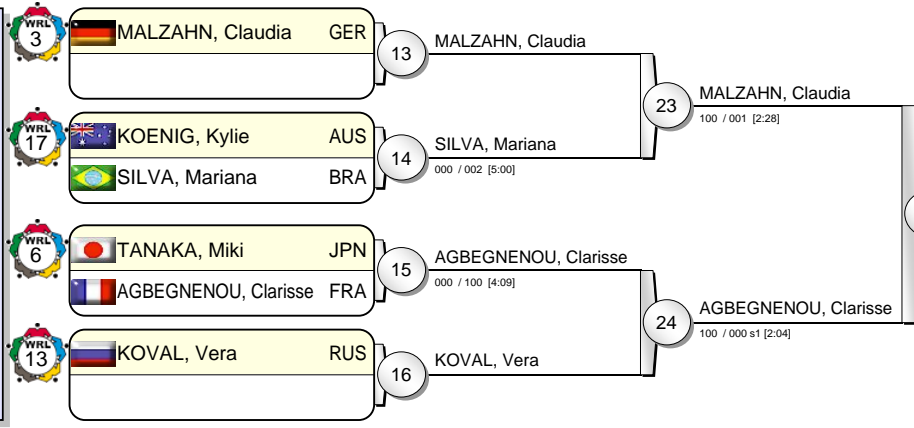 WRL
3
MALZAHN, Claudia GER
13
MALZAHN, Claudia
23
MALZAHN, Claudia
100 / 001 [2:28]
WRL
17
KOENIG, Kylie AUS
SILVA, Mariana BRA
14
SILVA, Mariana
000 / 002 [5:00]
WRL
6
TANAKA, Miki JPN
AGBEGNENOU, Clarisse FRA
15
AGBEGNENOU, Clarisse
000 / 100 [4:09]
24
AGBEGNENOU, Clarisse
100 / 000 s1 [2:04]
WRL
13
KOVAL, Vera RUS
16
KOVAL, Vera